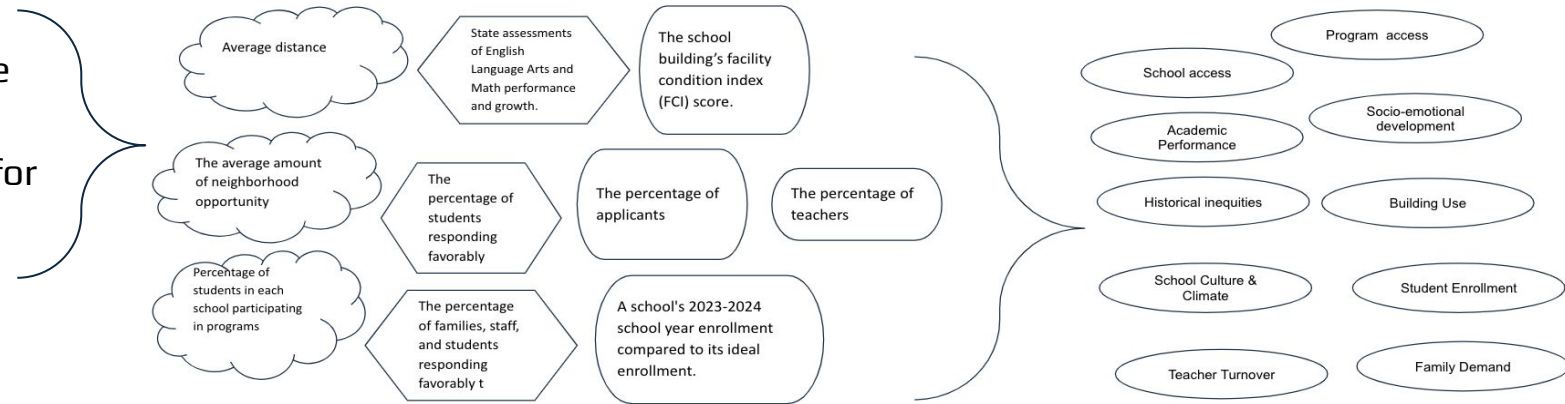 e
for
Average distance
State assessments
of English
Language Arts and
Math performance
and growth.
The school
building's facility
condition index
(FCI) score.
The average amount
of neighborhood
opportunity
The
percentage of
students
responding
favorably
The percentage of
applicants
The percentage of
teachers
Percentage of
students in each
school participating
in programs
The percentage
of families, staff,
and students
responding
favorably t
A school's 2023-2024
school year enrollment
compared to its ideal
enrollment.
Program  access
School access
Socio-emotional
development
Academic
Performance
Historical inequities
Building Use
School Culture &
Climate
Student Enrollment
Teacher Turnover
Family Demand